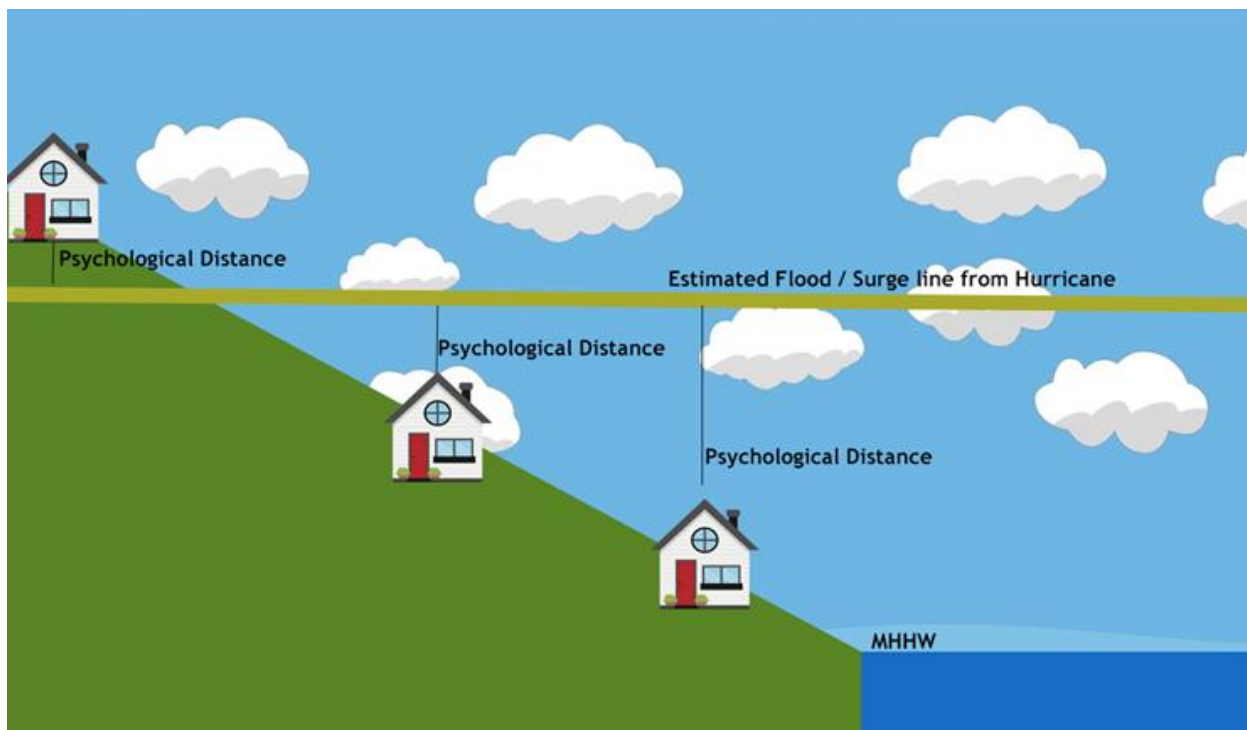 Psychological Distance
Estimated Flood / Surge line from Hurricane
Psychological Distance
Psychological Distance
MHHW